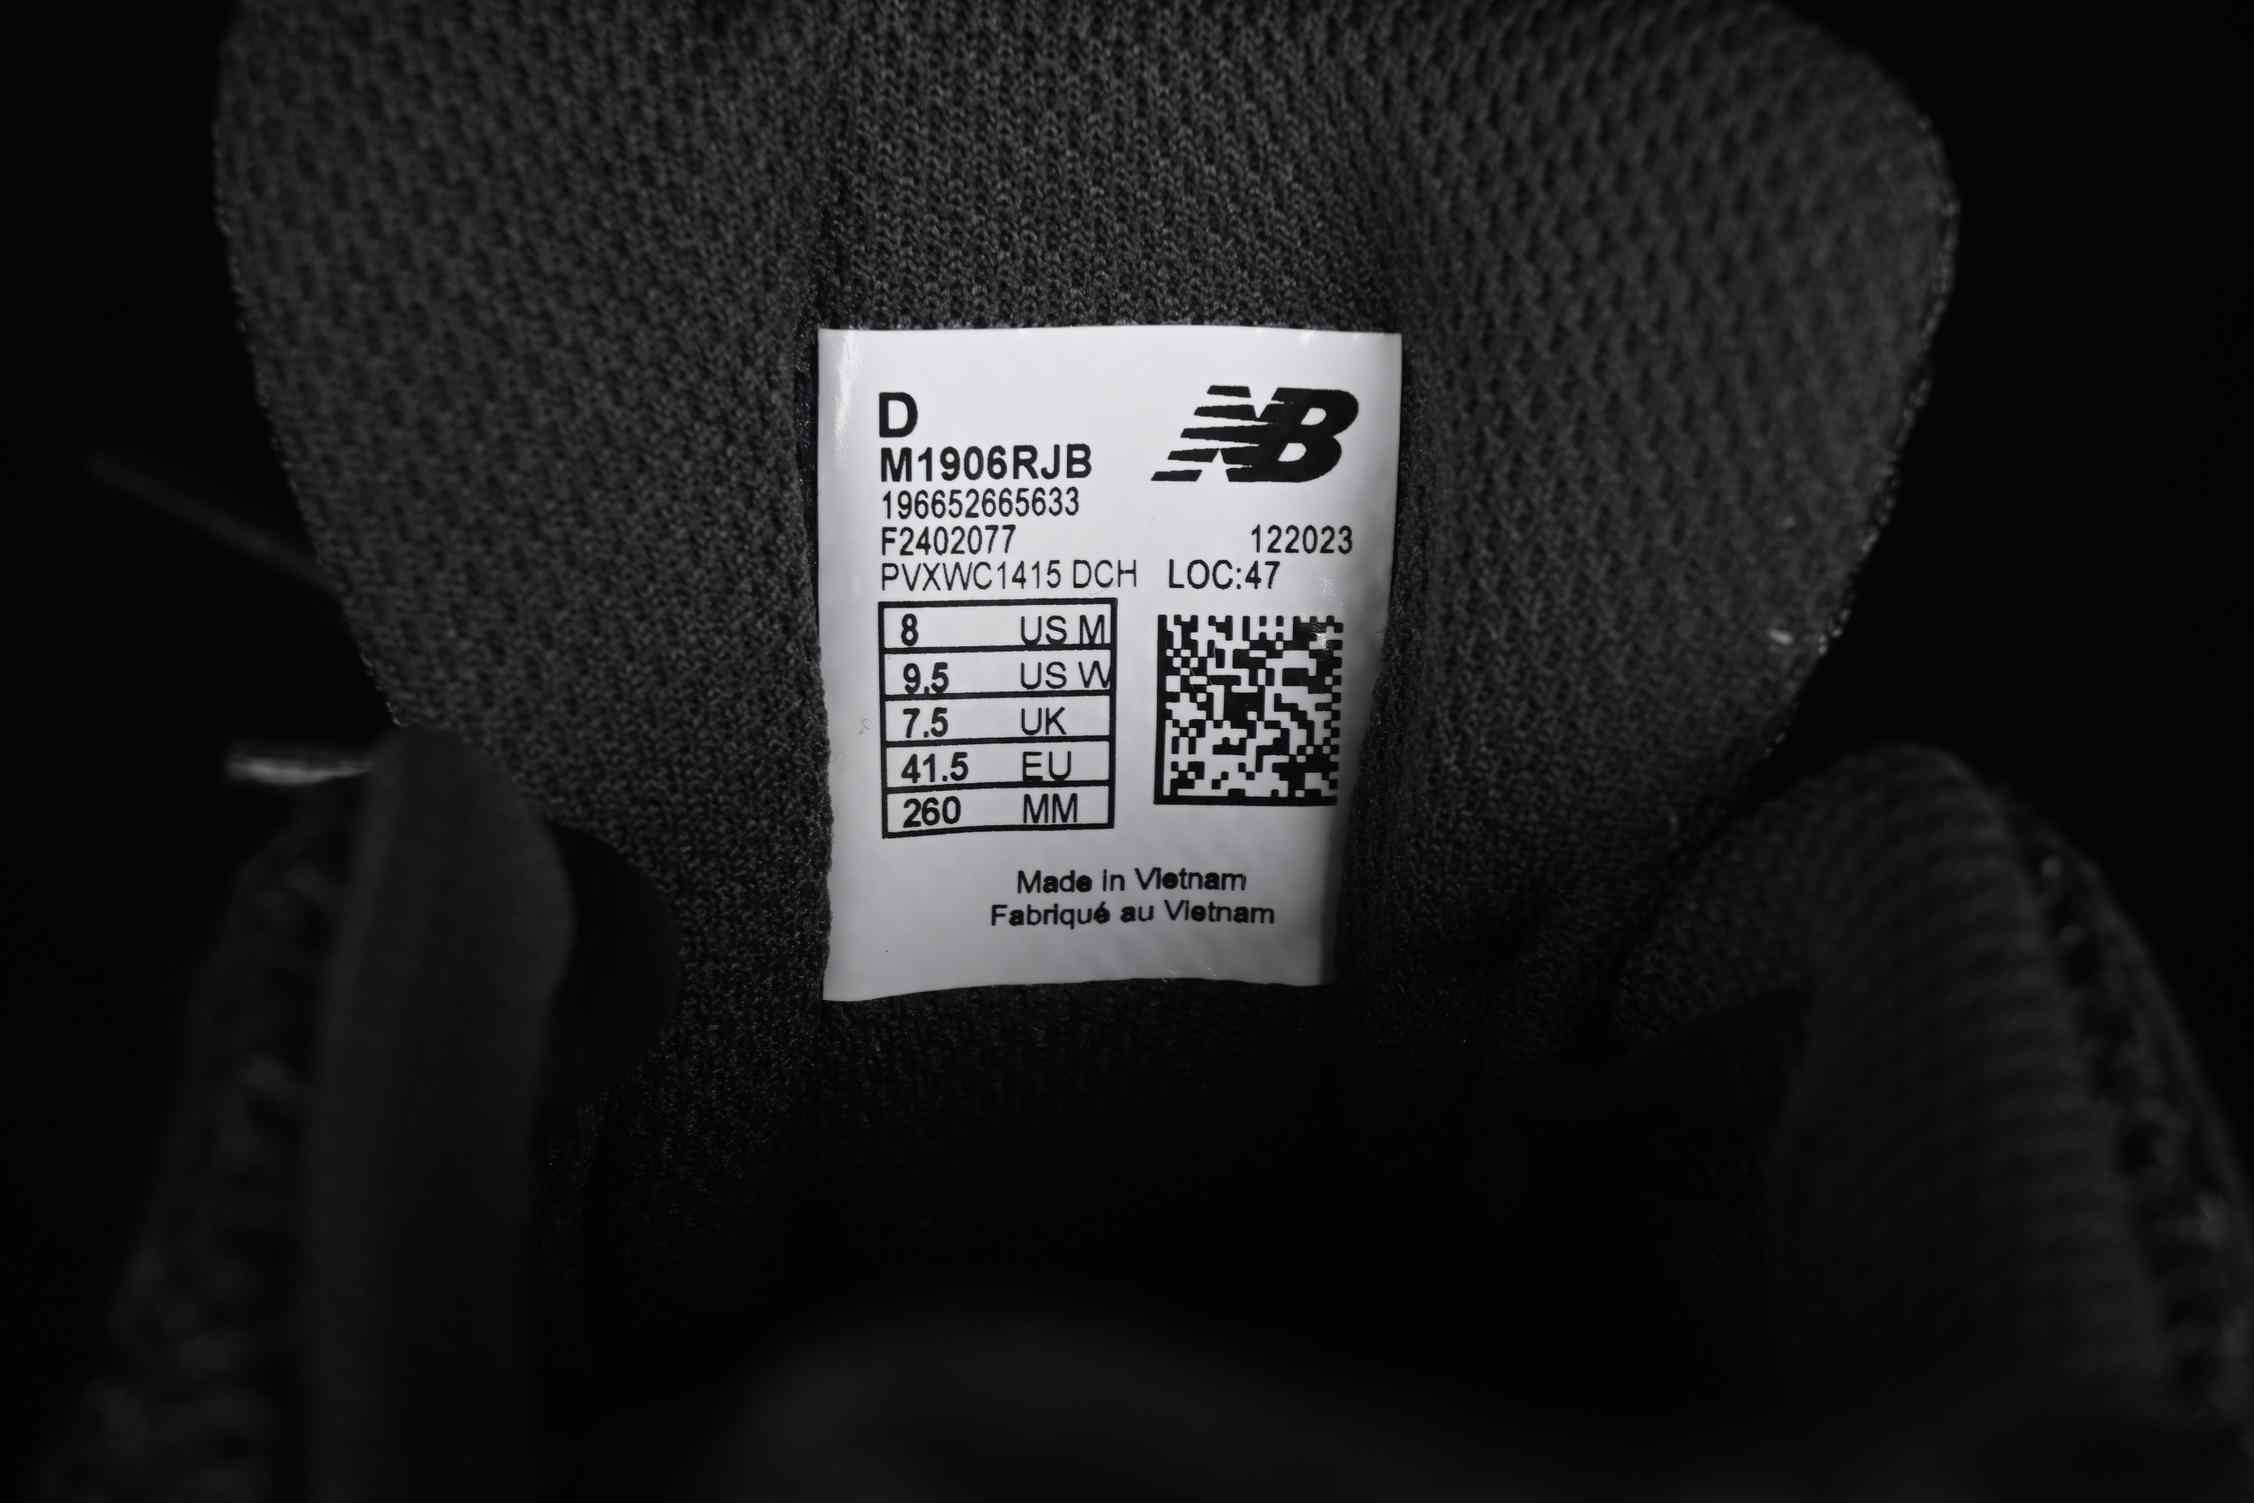 D
NB
M1906RJB
196652665633
F2402077 122023
PVXWC1415 DCH LOC:47
8 US M
9.5 US W
7.5 UK
41.5 EU
260 MM
Made in Vietnam
Fabriqué au Vietnam